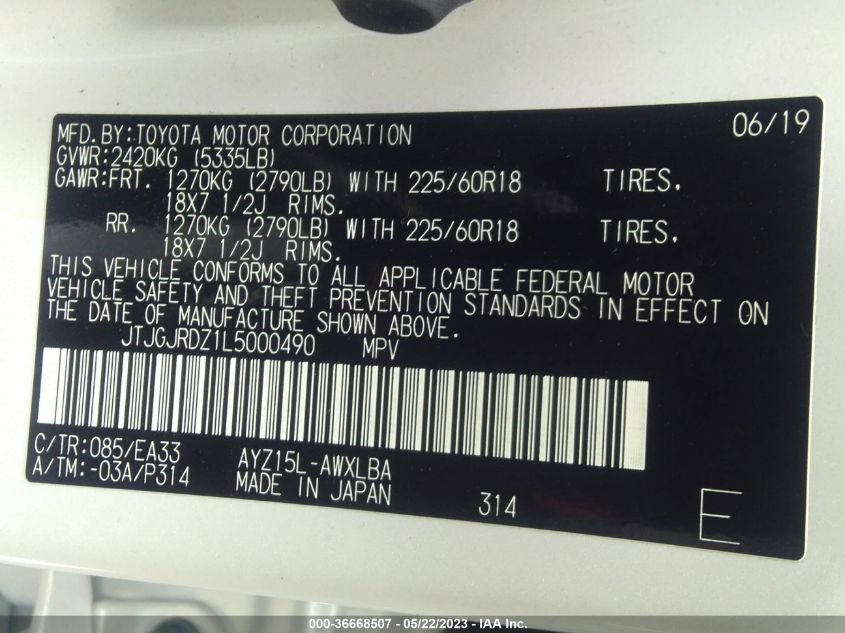 06/19
MFD.BY:TOYOTA MOTOR CORPORATION
GVWR:2420KG (5335LB)
GAWR:FRT. 1270KG (2790LB) WITH 225/60R18 TIRES.
18X7 1/2J RIMS.
RR. 1270KG (2790LB) WITH 225/60R18 TIRES.
18X7 1/2J RIMS.
THIS VEHICLE CONFORMS TO ALL APPLICABLE FEDERAL MOTOR
VEHICLE SAFETY AND THEFT PREVENTION STANDARDS IN EFFECT ON
THE DATE OF MANUFACTURE SHOWN ABOVE.
JTJGJRDZ1L5000490 MPV
C/TR:085/EA33 AYZ15L-AWXLBA
A/TM:-03A/P314 MADE IN JAPAN 314
E
000-36668507 - 05/22/2023 - IAA Inc.